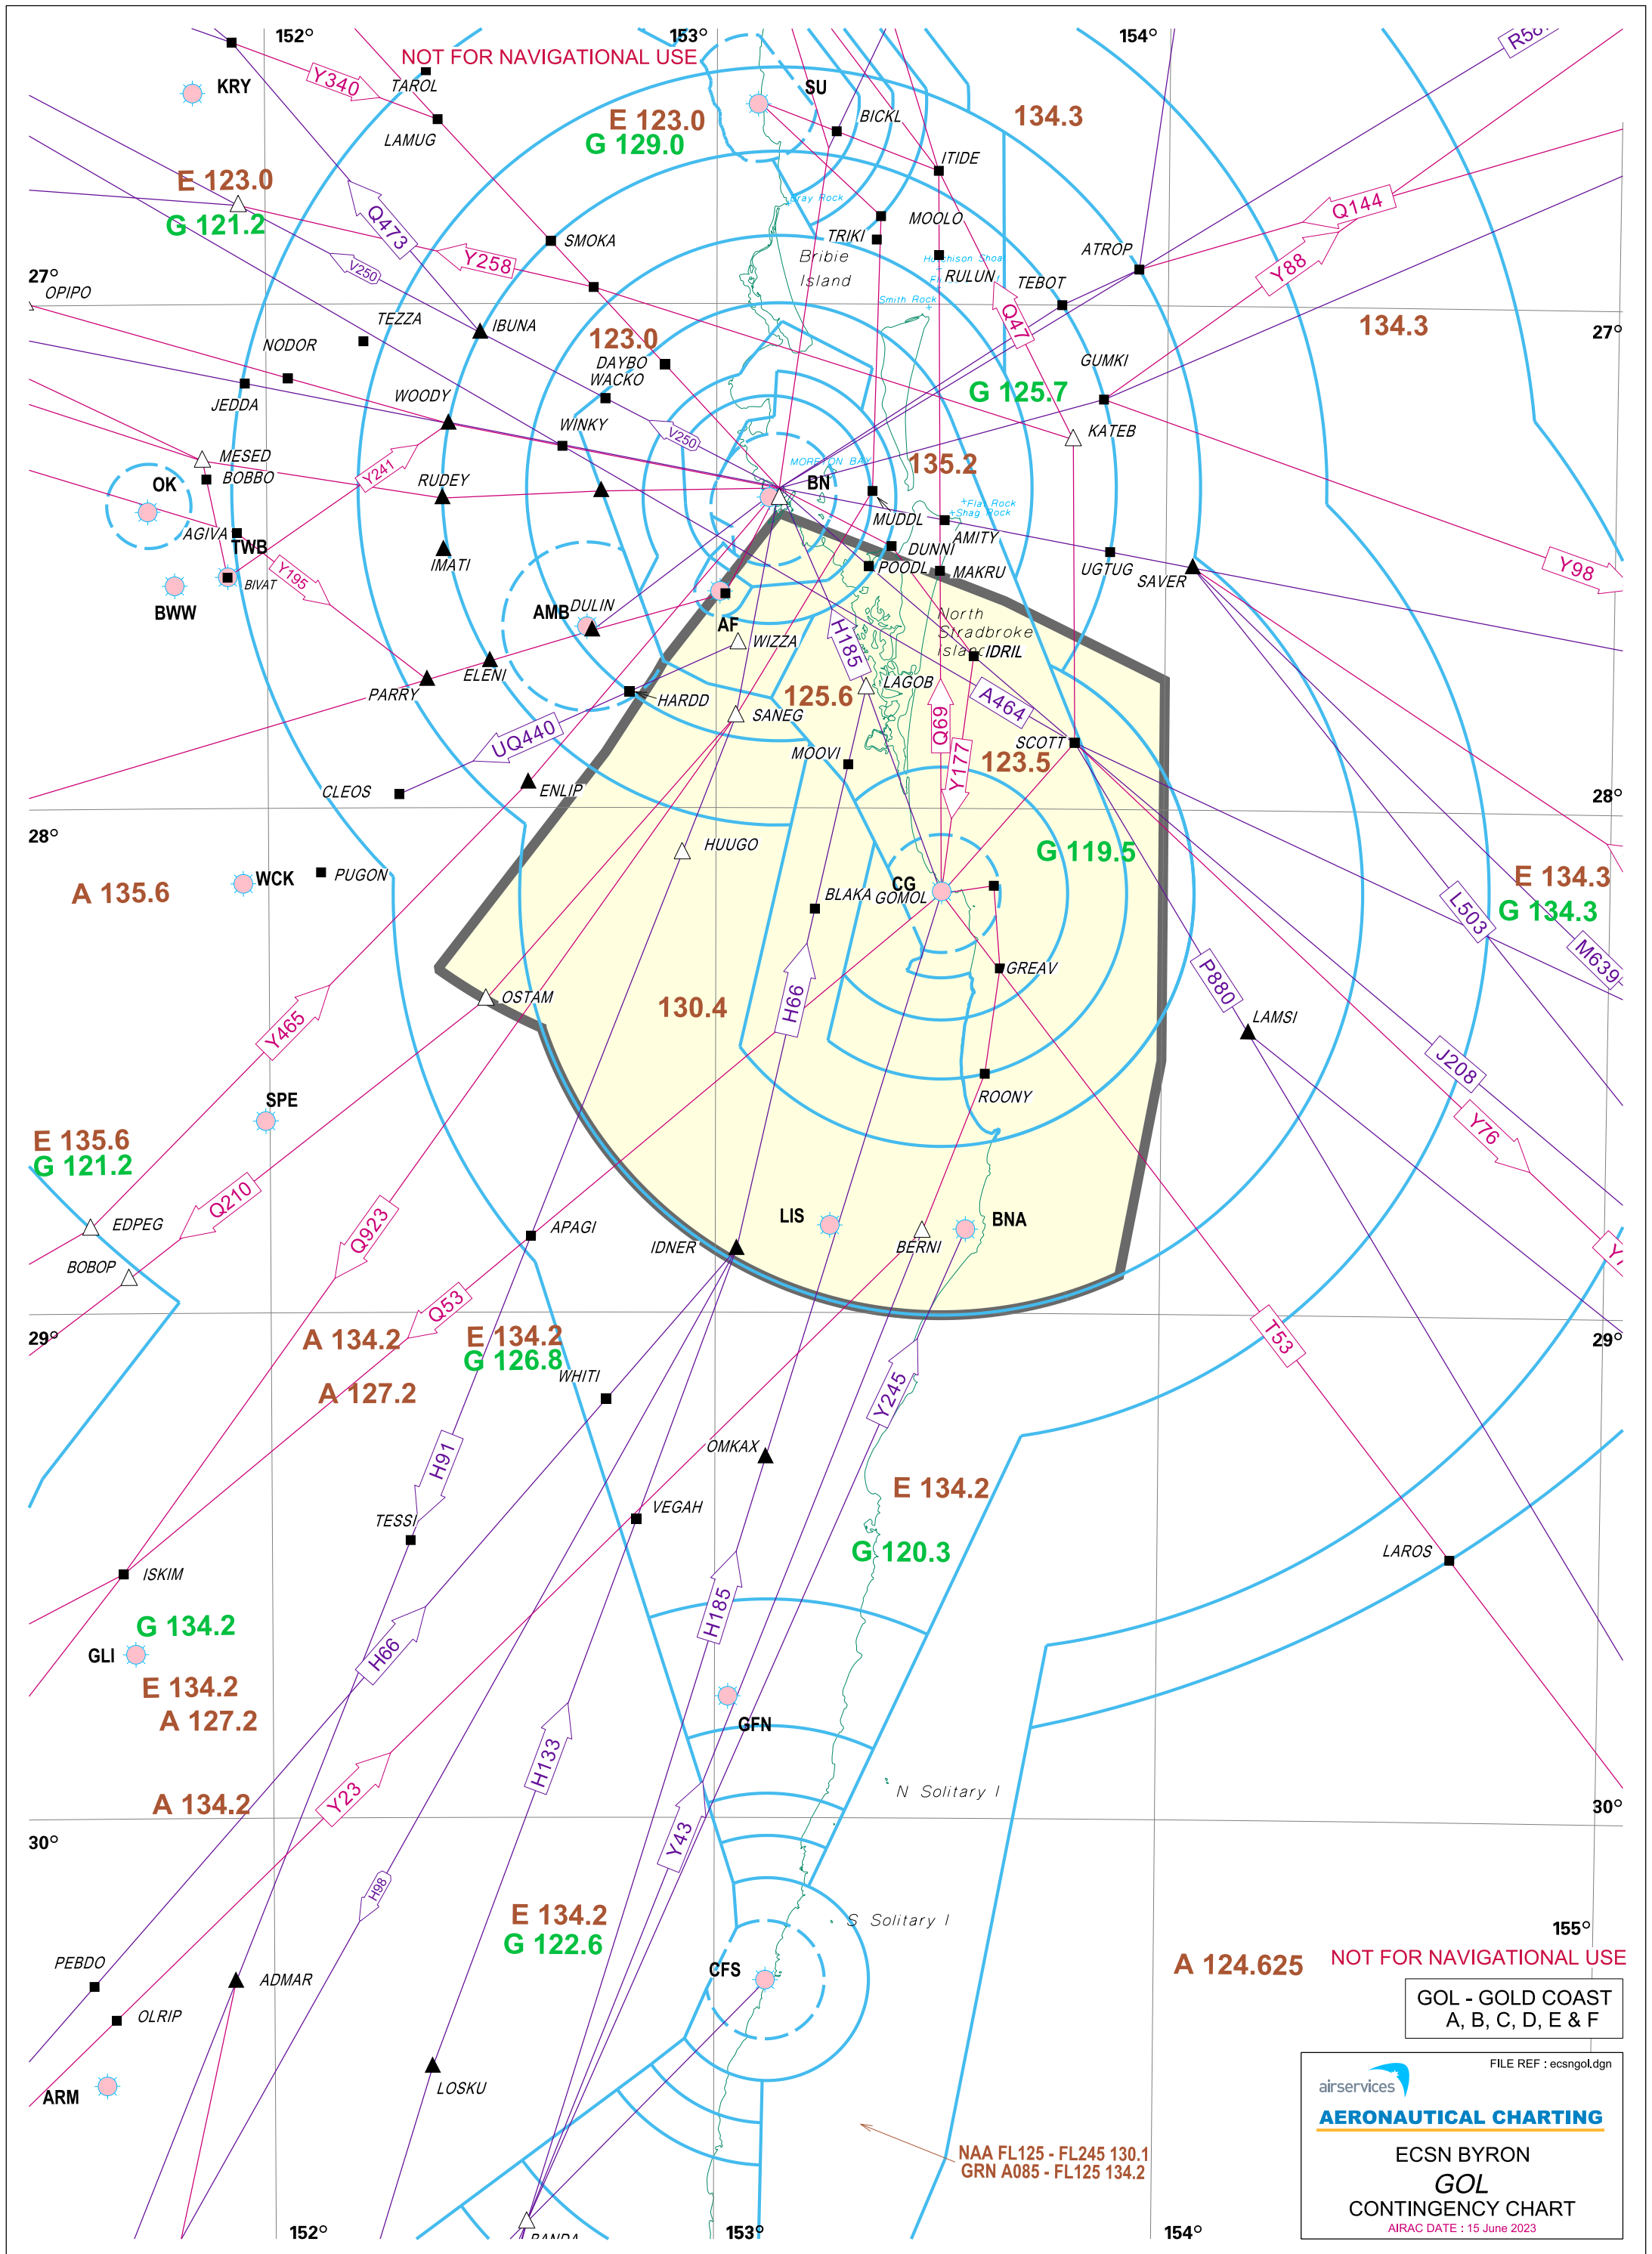 152°
153°
154°
NOT FOR NAVIGATIONAL USE
KRY
Y340
TAROL
LAMUG
SU
BICKL
E 123.0
G 129.0
134.3
ITIDE
E 123.0
G 121.2
Q473
Bray Rock
Q144
SMOKA
MOOLO
TRIKI
ATROP
Y258
V250
Bribie
Island
RULUN
TEBOT
Y88
27°
OPIPO
Smith Rock
TEZZA
IBUNA
123.0
Q47
134.3
27°
NODOR
DAYBO
WACKO
GUMKI
JEDDA
WOODY
G 125.7
WINKY
V250
KATEB
MESED
BOBBO
Y241
MORETON BAY
135.2
OK
RUDEY
BN
Flat Rock
Shag Rock
MUDDL
AGIVA
TWB
AMITY
IMATI
DUNNI
Y195
BIVAT
POODL
MAKRU
UGTUG
SAVER
Y98
BWW
AMB
DULIN
AF
North
Stradbroke
WIZZA
H185
IDRIL
ELENI
PARRY
HARDD
125.6
LAGOB
A464
SANEG
UQ440
Q69
SCOTT
MOOVI
Y177
123.5
CLEOS
ENLIP
28°
28°
HUUGO
G 119.5
WCK
PUGON
CG
E 134.3
A 135.6
BLAKA
GOMOL
L503
G 134.3
M639
GREAV
P880
OSTAM
H66
130.4
LAMSI
Y465
J208
SPE
ROONY
Y76
E 135.6
G 121.2
Q210
EDPEG
Q923
LIS
BNA
APAGI
IDNER
BERNI
BOBOP
Q53
T53
29°
A 134.2
E 134.2
G 126.8
29°
WHITI
A 127.2
Y245
H91
OMKAX
E 134.2
VEGAH
TESSI
G 120.3
LAROS
ISKIM
H185
G 134.2
H66
GLI
E 134.2
A 127.2
GFN
H133
N Solitary I
A 134.2
Y23
30°
30°
Y43
H98
E 134.2
G 122.6
S Solitary I
155°
PEBDO
CFS
A 124.625
NOT FOR NAVIGATIONAL USE
ADMAR
OLRIP
GOL - GOLD COAST
A, B, C, D, E & F
LOSKU
ARM
FILE REF : ecsngol.dgn
airservices
AERONAUTICAL CHARTING
NAA FL125 - FL245 130.1
GRN A085 - FL125 134.2
ECSN BYRON
GOL
CONTINGENCY CHART
AIRAC DATE : 15 June 2023
152°
153°
154°